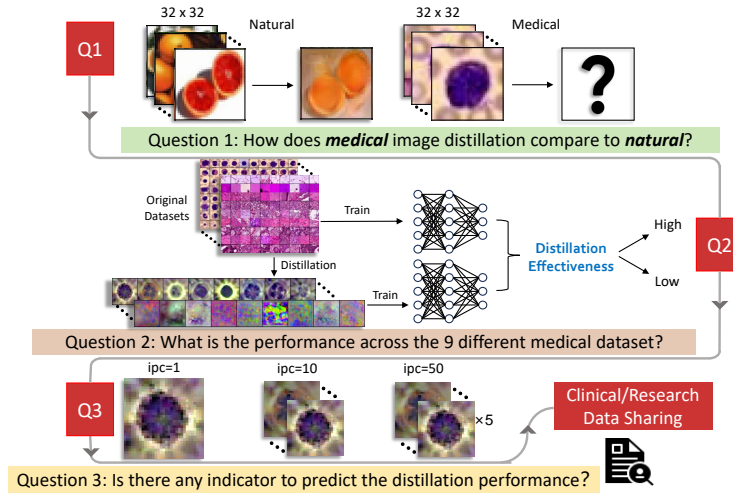 32 x 32
Natural
32 x 32
Medical
Q1
?
Question 1: How does medical image distillation compare to natural?
Original
Datasets
Train
High
Distillation
Effectiveness
Q2
Distillation
Low
Train
Question 2: What is the performance across the 9 different medical dataset?
ipc=1
ipc=10
ipc=50
Q3
×5
Clinical/Research
Data Sharing
Question 3: Is there any indicator to predict the distillation performance?